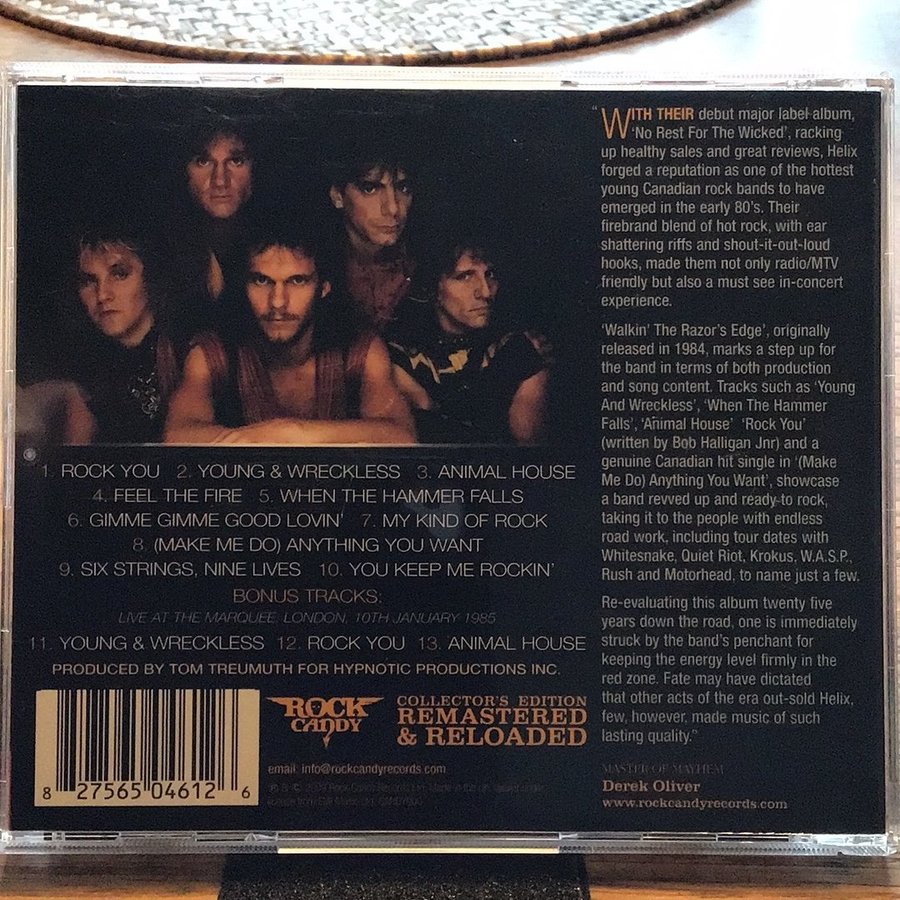 1. ROCK YOU 2. YOUNG & WRECKLESS 3. ANIMAL HOUSE
4. FEEL THE FIRE 5. WHEN THE HAMMER FALLS
6. GIMME GIMME GOOD LOVIN' 7. MY KIND OF ROCK
8. (MAKE ME DO) ANYTHING YOU WANT
9. SIX STRINGS, NINE LIVES 10. YOU KEEP ME ROCKIN'
BONUS TRACKS:
LIVE AT THE MARQUEE, LONDON, 10TH JANUARY 1985
11. YOUNG & WRECKLESS 12. ROCK YOU 13. ANIMAL HOUSE
PRODUCED BY TOM TREUMUTH FOR HYPNOTIC PRODUCTIONS INC.
8 27565 04612 6
ROCK
CANDY
COLLECTOR'S EDITION
REMASTERED
& RELOADED
email: info@rockcandyrecords.com
"WITH THEIR debut major label album,
'No Rest For The Wicked', racking
up healthy sales and great reviews, Helix
forged a reputation as one of the hottest
young Canadian rock bands to have
emerged in the early 80's. Their
firebrand blend of hot rock, with ear
shattering riffs and shout-it-out-loud
hooks, made them not only radio/MTV
friendly but also a must see in-concert
experience.
'Walkin' The Razor's Edge', originally
released in 1984, marks a step up for
the band in terms of both production
and song content. Tracks such as 'Young
And Wreckless', 'When The Hammer
Falls', 'Animal House' 'Rock You'
(written by Bob Halligan Jnr) and a
genuine Canadian hit single in '(Make
Me Do) Anything You Want', showcase
a band revved up and ready to rock,
taking it to the people with endless
road work, including tour dates with
Whitesnake, Quiet Riot, Krokus, W.A.S.P.,
Rush and Motorhead, to name just a few.
Re-evaluating this album twenty five
years down the road, one is immediately
struck by the band's penchant for
keeping the energy level firmly in the
red zone. Fate may have dictated
that other acts of the era out-sold Helix,
few, however, made music of such
lasting quality."
MASTER OF MAYHEM
Derek Oliver
www.rockcandyrecords.com